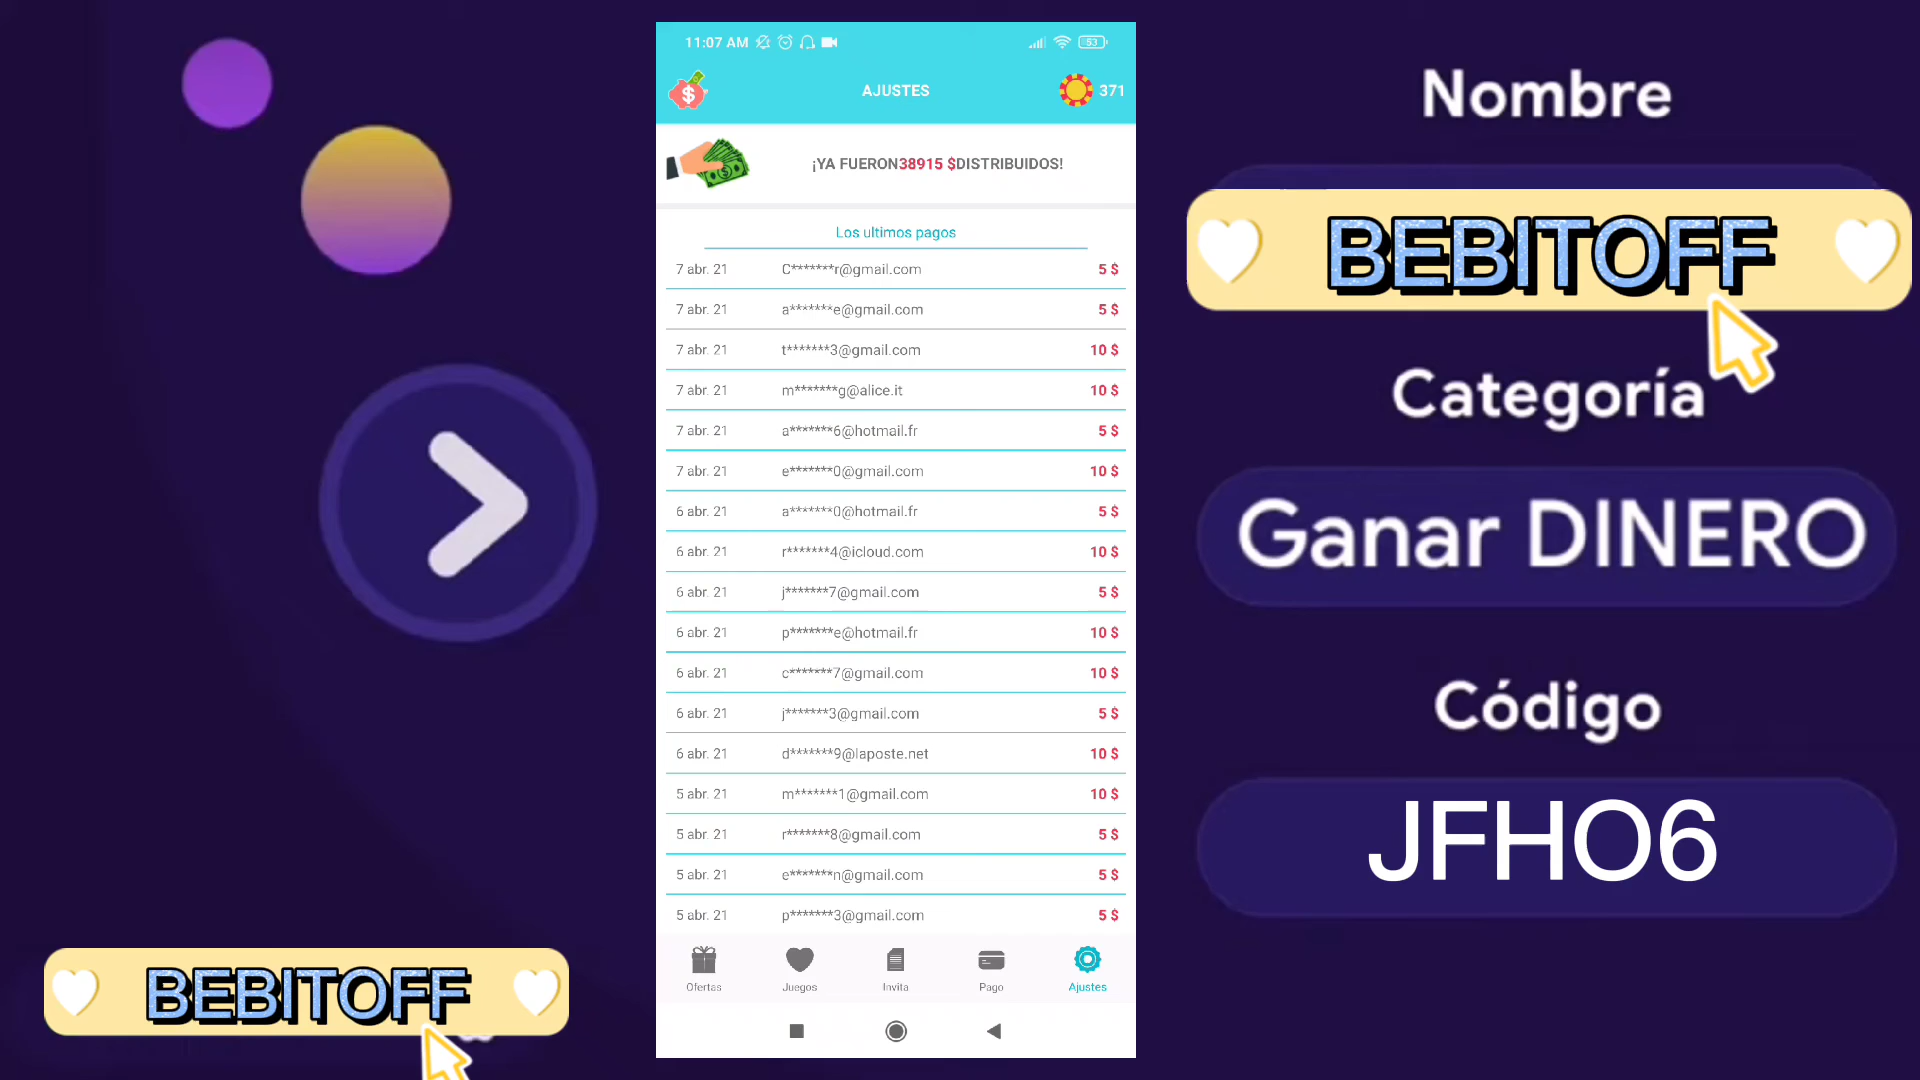 11:07 AM
53
AJUSTES
371
¡YA FUERON38915 $DISTRIBUIDOS!
Los ultimos pagos
7 abr. 21 C*******r@gmail.com 5 $
7 abr. 21 a*******e@gmail.com 5 $
7 abr. 21 t*******3@gmail.com 10 $
7 abr. 21 m*******g@alice.it 10 $
7 abr. 21 a*******6@hotmail.fr 5 $
7 abr. 21 e*******0@gmail.com 10 $
6 abr. 21 a*******0@hotmail.fr 5 $
6 abr. 21 r*******4@icloud.com 10 $
6 abr. 21 j*******7@gmail.com 5 $
6 abr. 21 p*******e@hotmail.fr 10 $
6 abr. 21 c*******7@gmail.com 10 $
6 abr. 21 j*******3@gmail.com 5 $
6 abr. 21 d*******9@laposte.net 10 $
5 abr. 21 m*******1@gmail.com 10 $
5 abr. 21 r*******8@gmail.com 5 $
5 abr. 21 e*******n@gmail.com 5 $
5 abr. 21 p*******3@gmail.com 5 $
Ofertas Juegos Invita Pago Ajustes
Nombre
BEBITOFF
Categoría
Ganar DINERO
Código
JFHO6
BEBITOFF